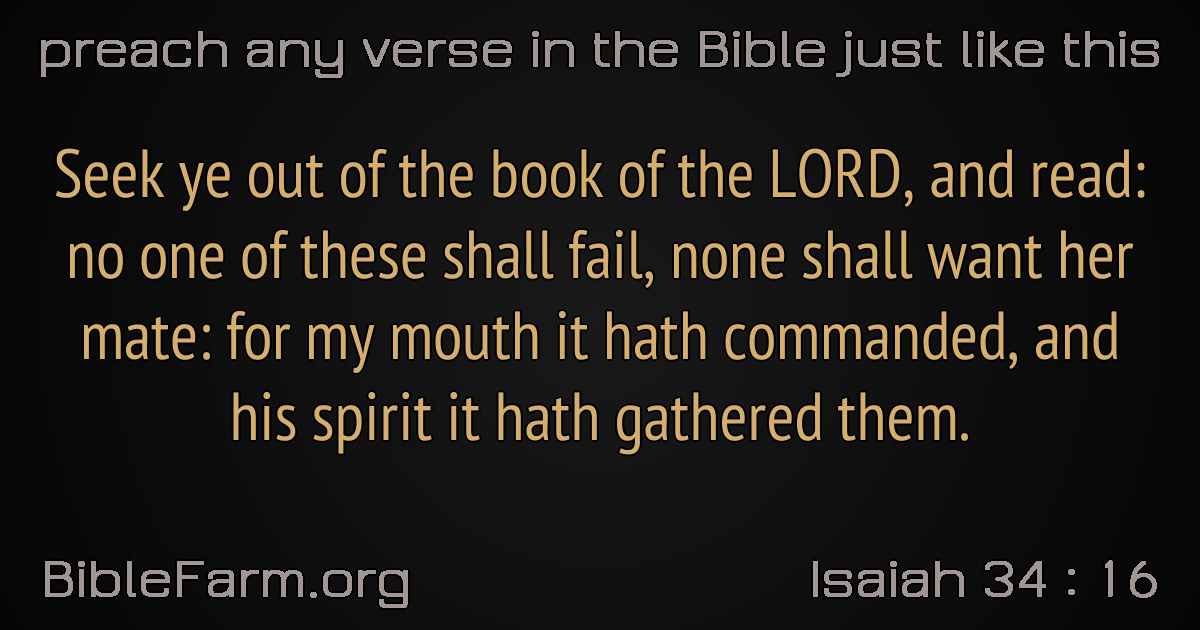 preach any verse in the Bible just like this
Seek ye out of the book of the LORD, and read:
no one of these shall fail, none shall want her
mate: for my mouth it hath commanded, and
his spirit it hath gathered them.
BibleFarm.org
Isaiah 34 : 16